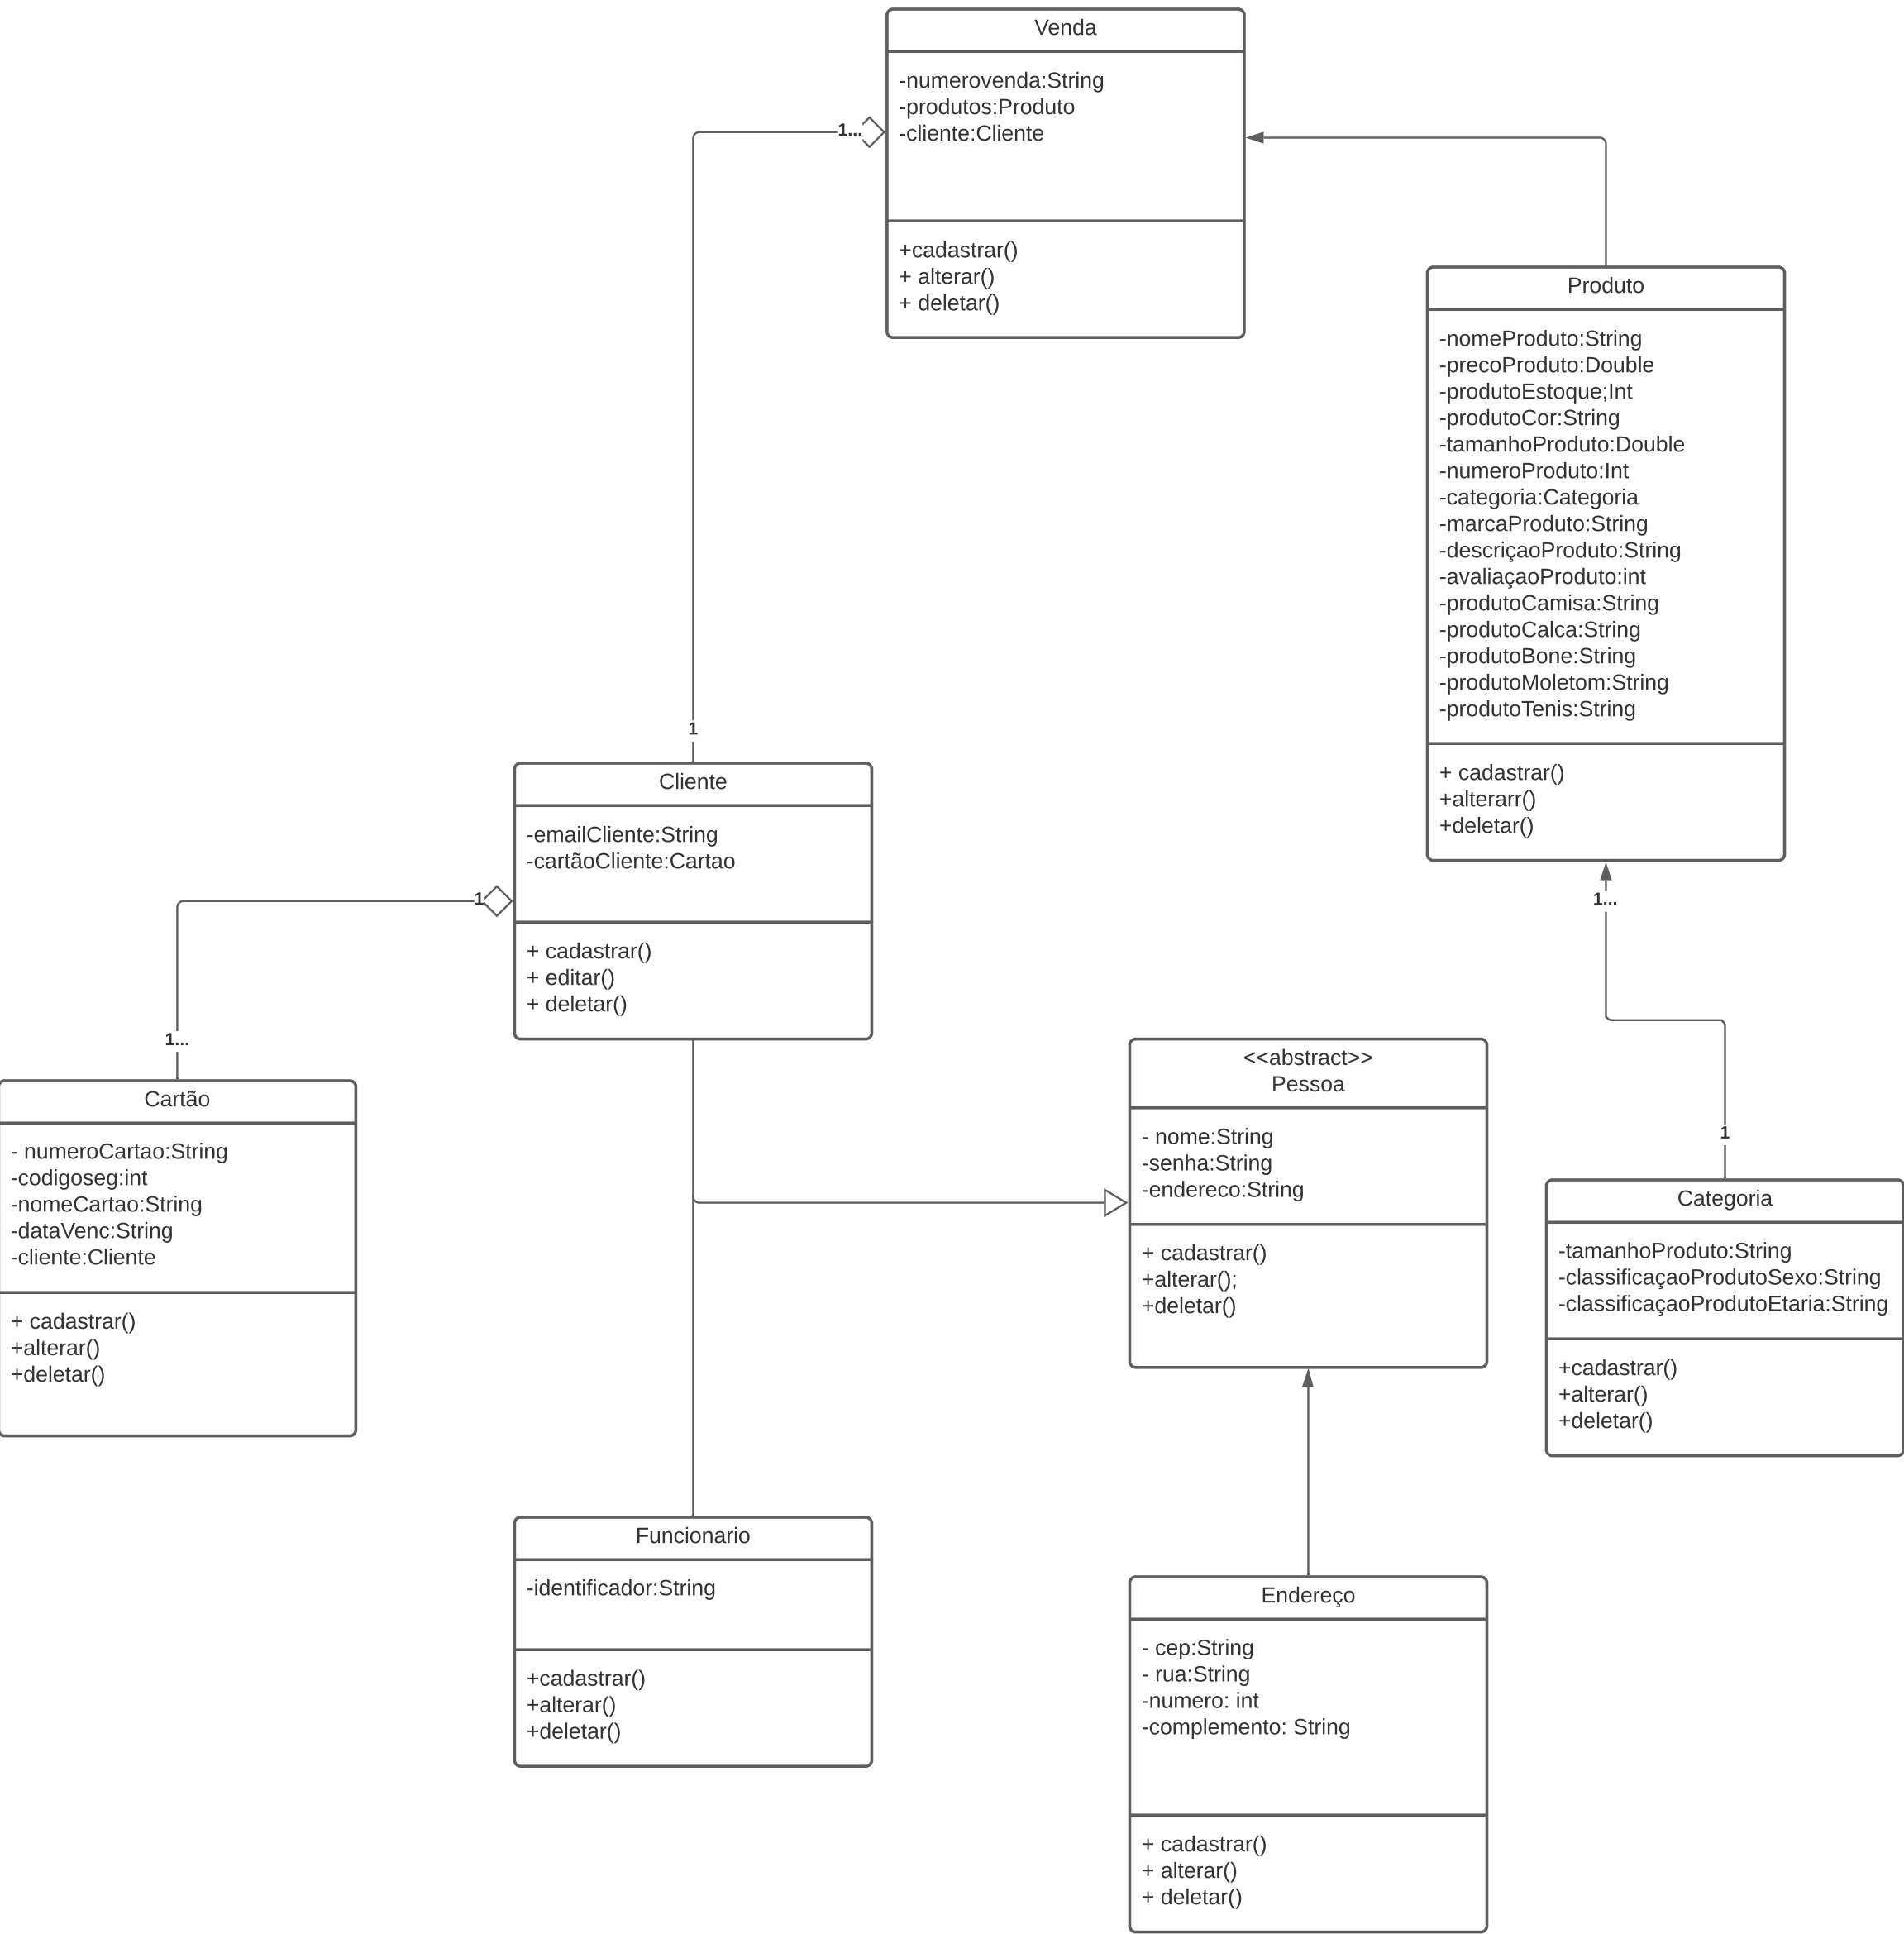 Venda
-numerovenda:String
-produtos:Produto
-cliente:Cliente
+cadastrar()
+ alterar()
+ deletar()
1...
1
Produto
-nomeProduto:String
-precoProduto:Double
-produtoEstoque;Int
-produtoCor:String
-tamanhoProduto:Double
-numeroProduto:Int
-categoria:Categoria
-marcaProduto:String
-descriçaoProduto:String
-avaliaçaoProduto:int
-produtoCamisa:String
-produtoCalca:String
-produtoBone:String
-produtoMoletom:String
-produtoTenis:String
+ cadastrar()
+alterarr()
+deletar()
Cliente
-emailCliente:String
-cartãoCliente:Cartao
+ cadastrar()
+ editar()
+ deletar()
1
1...
1...
1
Cartão
- numeroCartao:String
-codigoseg:int
-nomeCartao:String
-dataVenc:String
-cliente:Cliente
+ cadastrar()
+alterar()
+deletar()
<<abstract>>
Pessoa
- nome:String
-senha:String
-endereco:String
+ cadastrar()
+alterar();
+deletar()
Categoria
-tamanhoProduto:String
-classificaçaoProdutoSexo:String
-classificaçaoProdutoEtaria:String
+cadastrar()
+alterar()
+deletar()
Funcionario
-identificador:String
+cadastrar()
+alterar()
+deletar()
Endereço
- cep:String
- rua:String
-numero: int
-complemento: String
+ cadastrar()
+ alterar()
+ deletar()